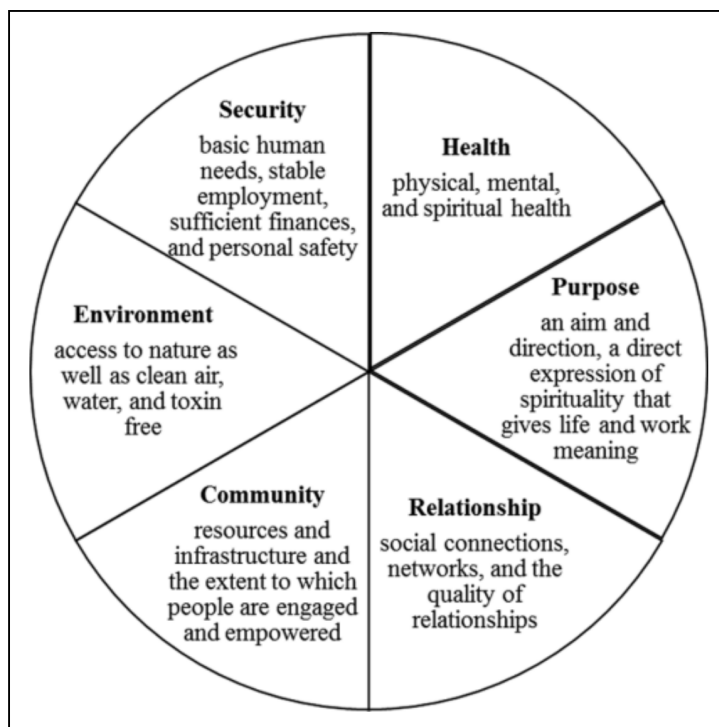 Security
basic human
needs, stable
employment,
sufficient finances,
and personal safety
Health
physical, mental,
and spiritual health
Purpose
an aim and
direction, a direct
expression of
spirituality that
gives life and work
meaning
Relationship
social connections,
networks, and the
quality of
relationships
Community
resources and
infrastructure and
the extent to which
people are engaged
and empowered
Environment
access to nature as
well as clean air,
water, and toxin
free